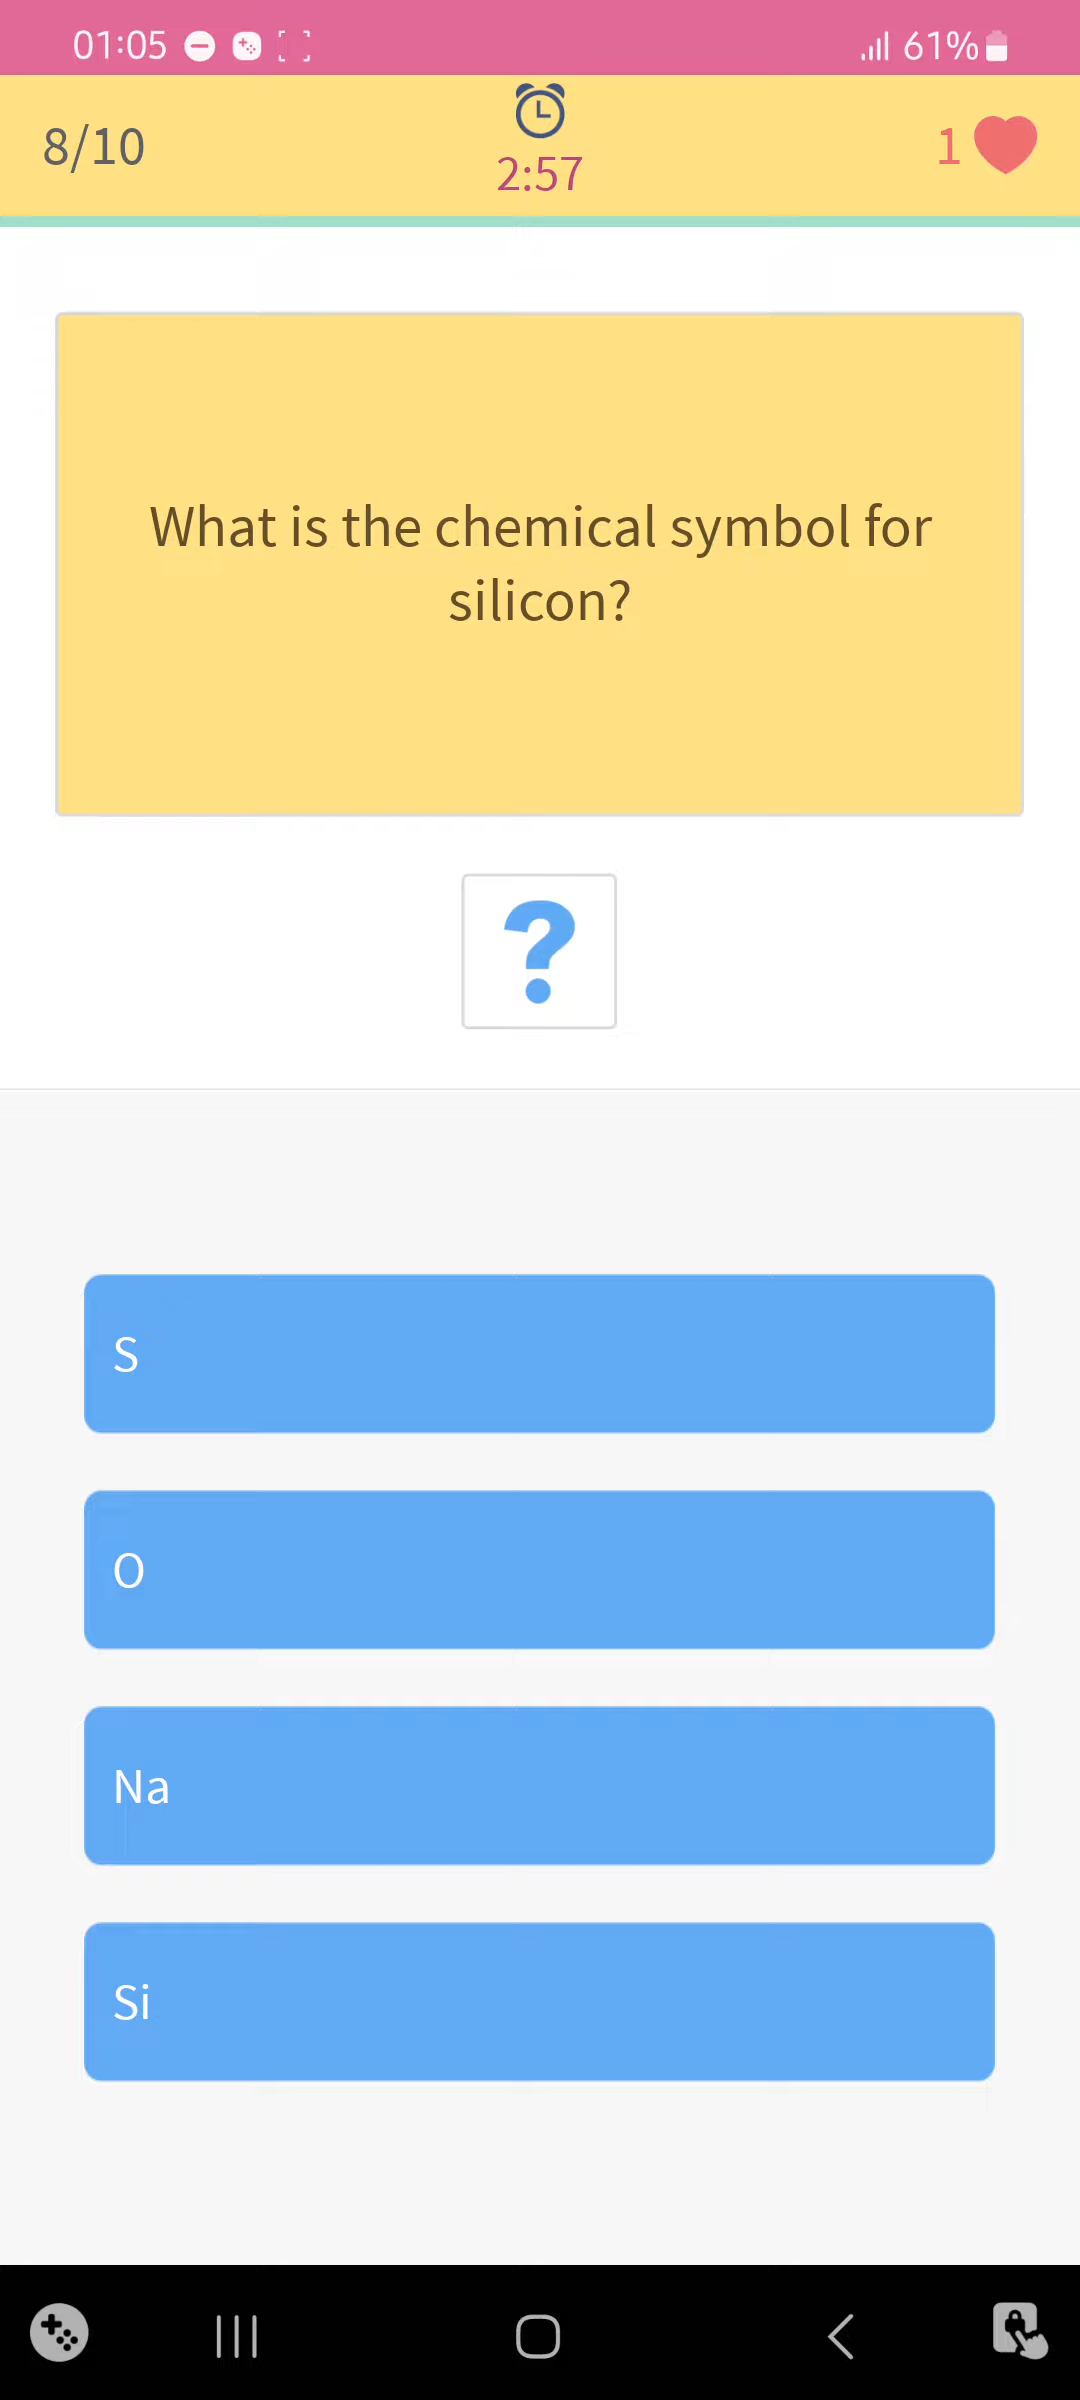 01:05 61%
8/10
2:57
1
What is the chemical symbol for
silicon?
?
S
O
Na
Si